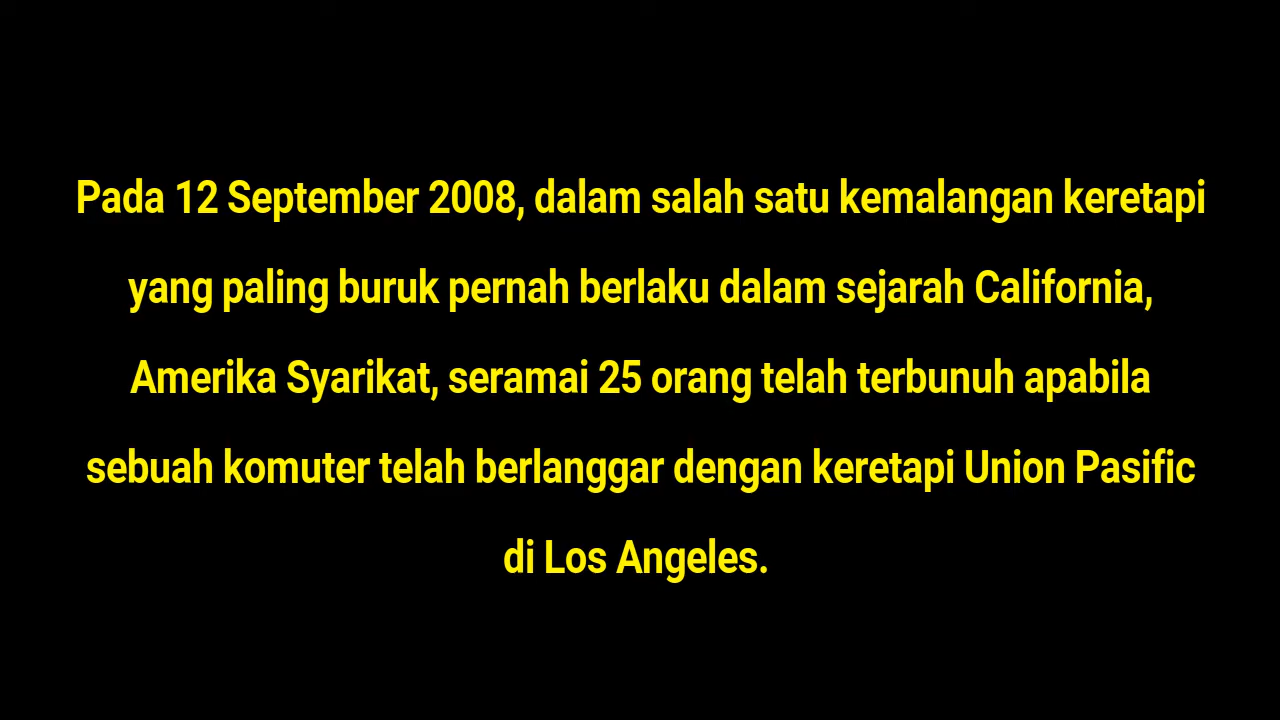 Pada 12 September 2008, dalam salah satu kemalangan keretapi
yang paling buruk pernah berlaku dalam sejarah California,
Amerika Syarikat, seramai 25 orang telah terbunuh apabila
sebuah komuter telah berlanggar dengan keretapi Union Pasific
di Los Angeles.